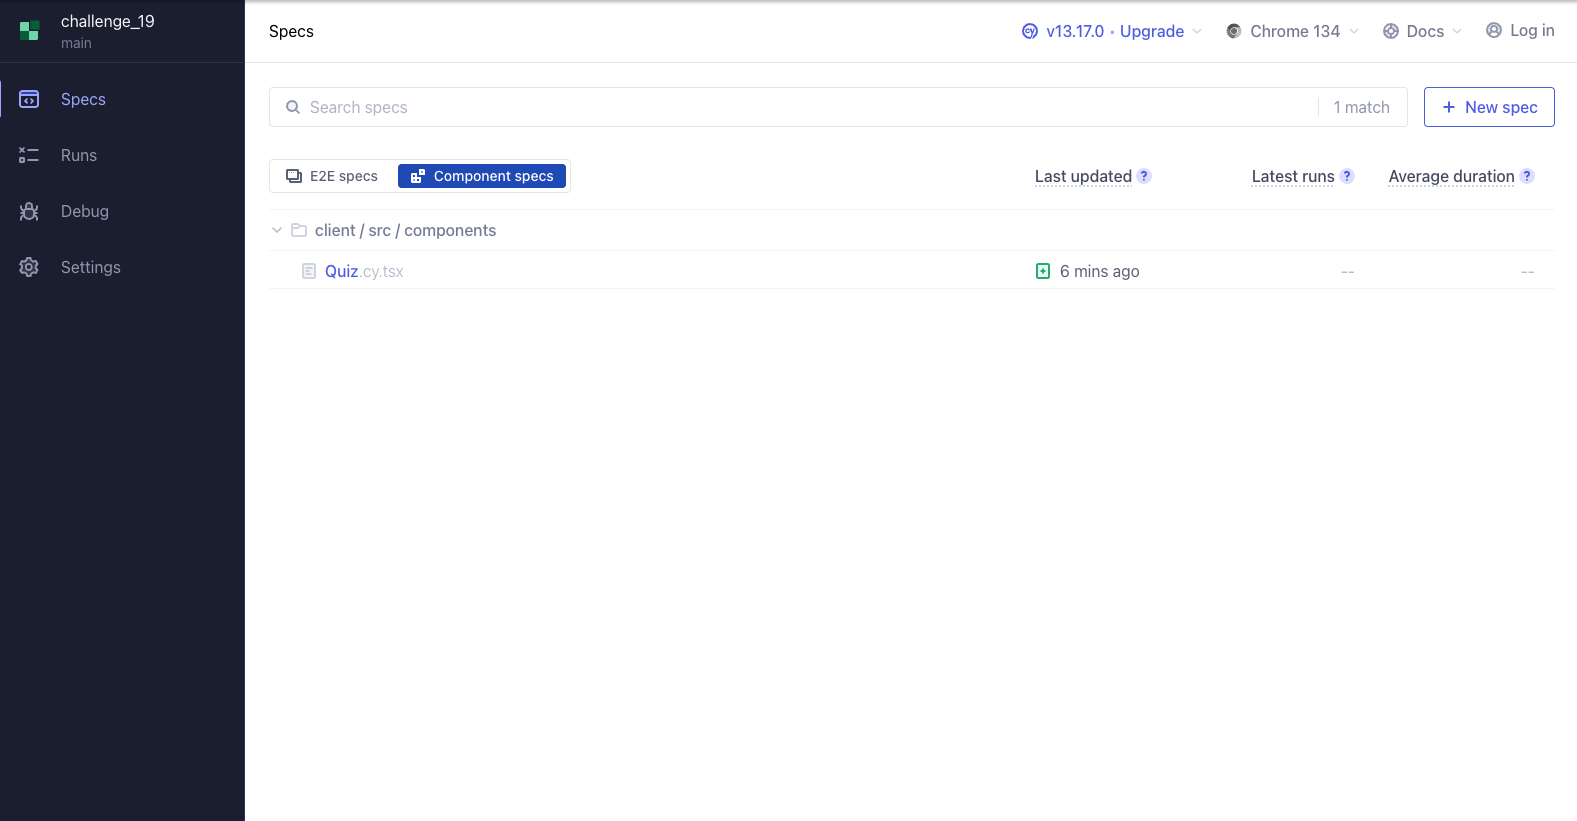 challenge_19
main
Specs
Runs
Debug
Settings
Specs
v13.17.0 • Upgrade
Chrome 134
Docs
Log in
Search specs
1 match
+ New spec
E2E specs
Component specs
Last updated ?
Latest runs ?
Average duration ?
client / src / components
Quiz.cy.tsx
6 mins ago
--
--